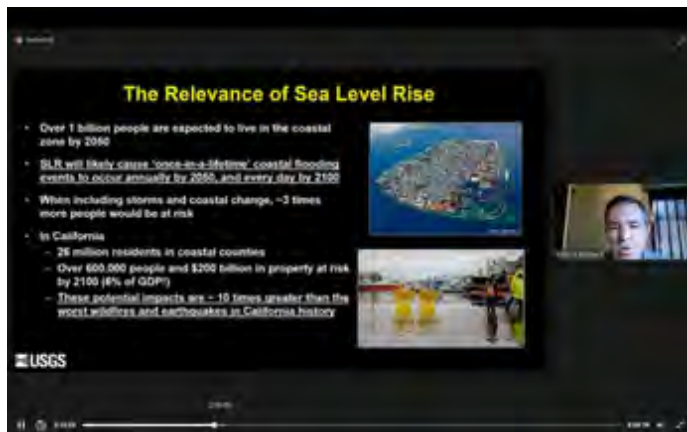 The Relevance of Sea Level Rise
• Over 1 billion people are expected to live in the coastal
zone by 2050
• SLR will likely cause 'once-in-a-lifetime' coastal flooding
events to occur annually by 2050, and every day by 2100
• When including storms and coastal change, ~3 times
more people would be at risk
• In California
– 26 million residents in coastal counties
– Over 600,000 people and $200 billion in property at risk
by 2100 (6% of GDP!)
– These potential impacts are ~ 10 times greater than the
worst wildfires and earthquakes in California history
USGS